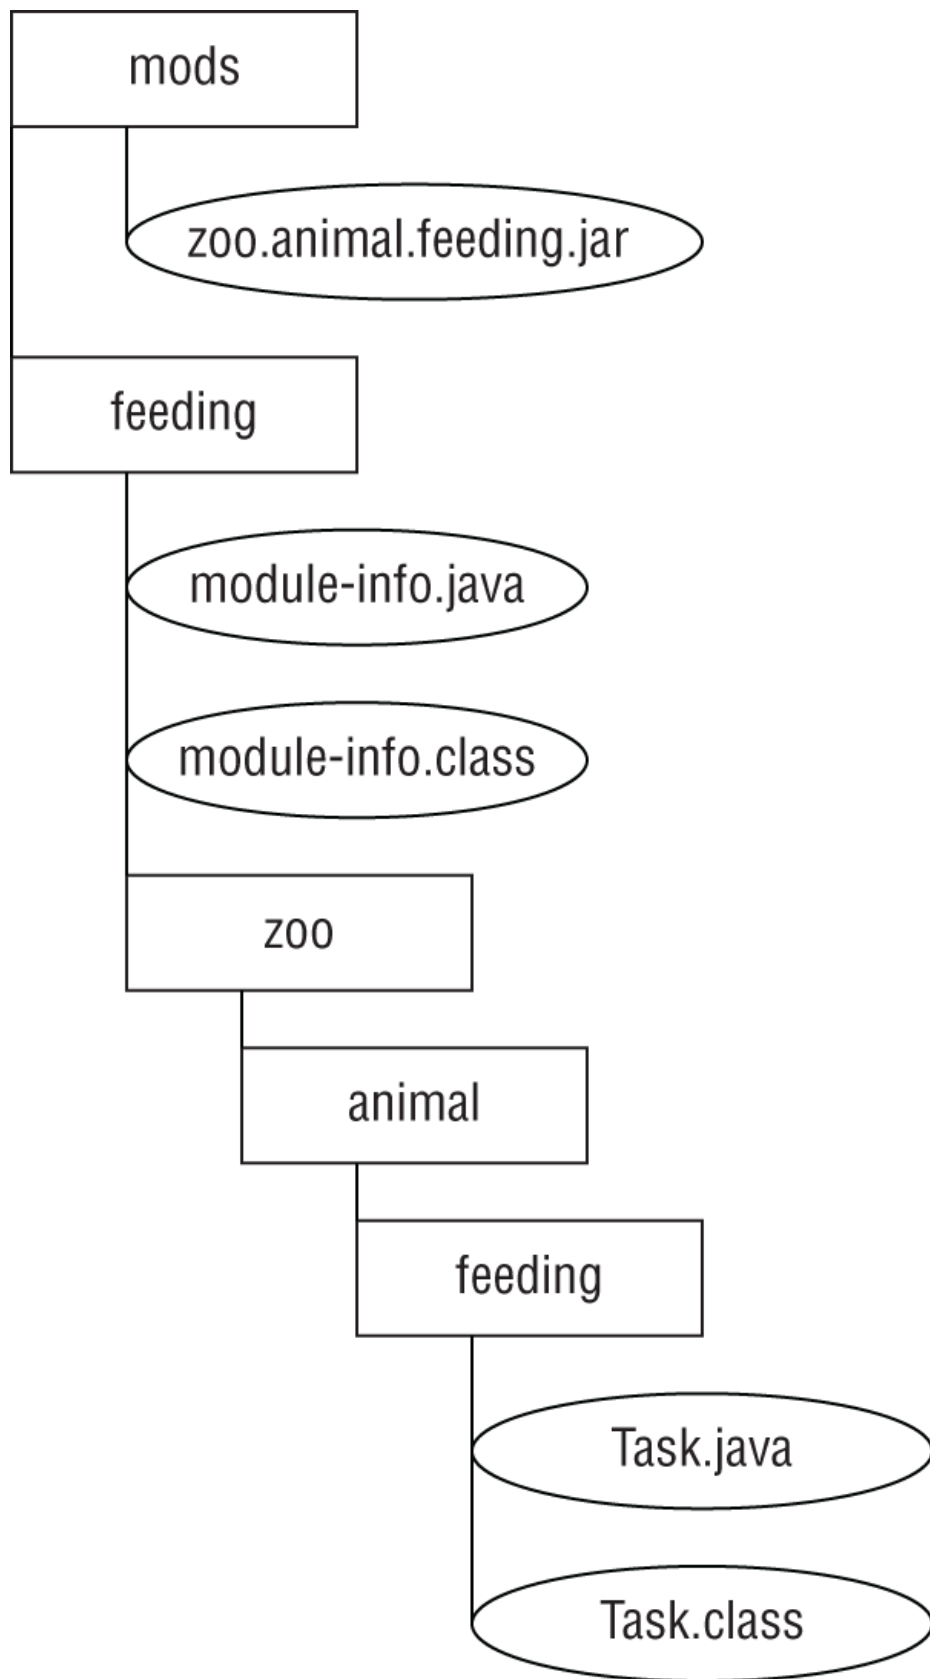 mods
zoo.animal.feeding.jar
feeding
module-info.java
module-info.class
zoo
animal
feeding
Task.java
Task.class